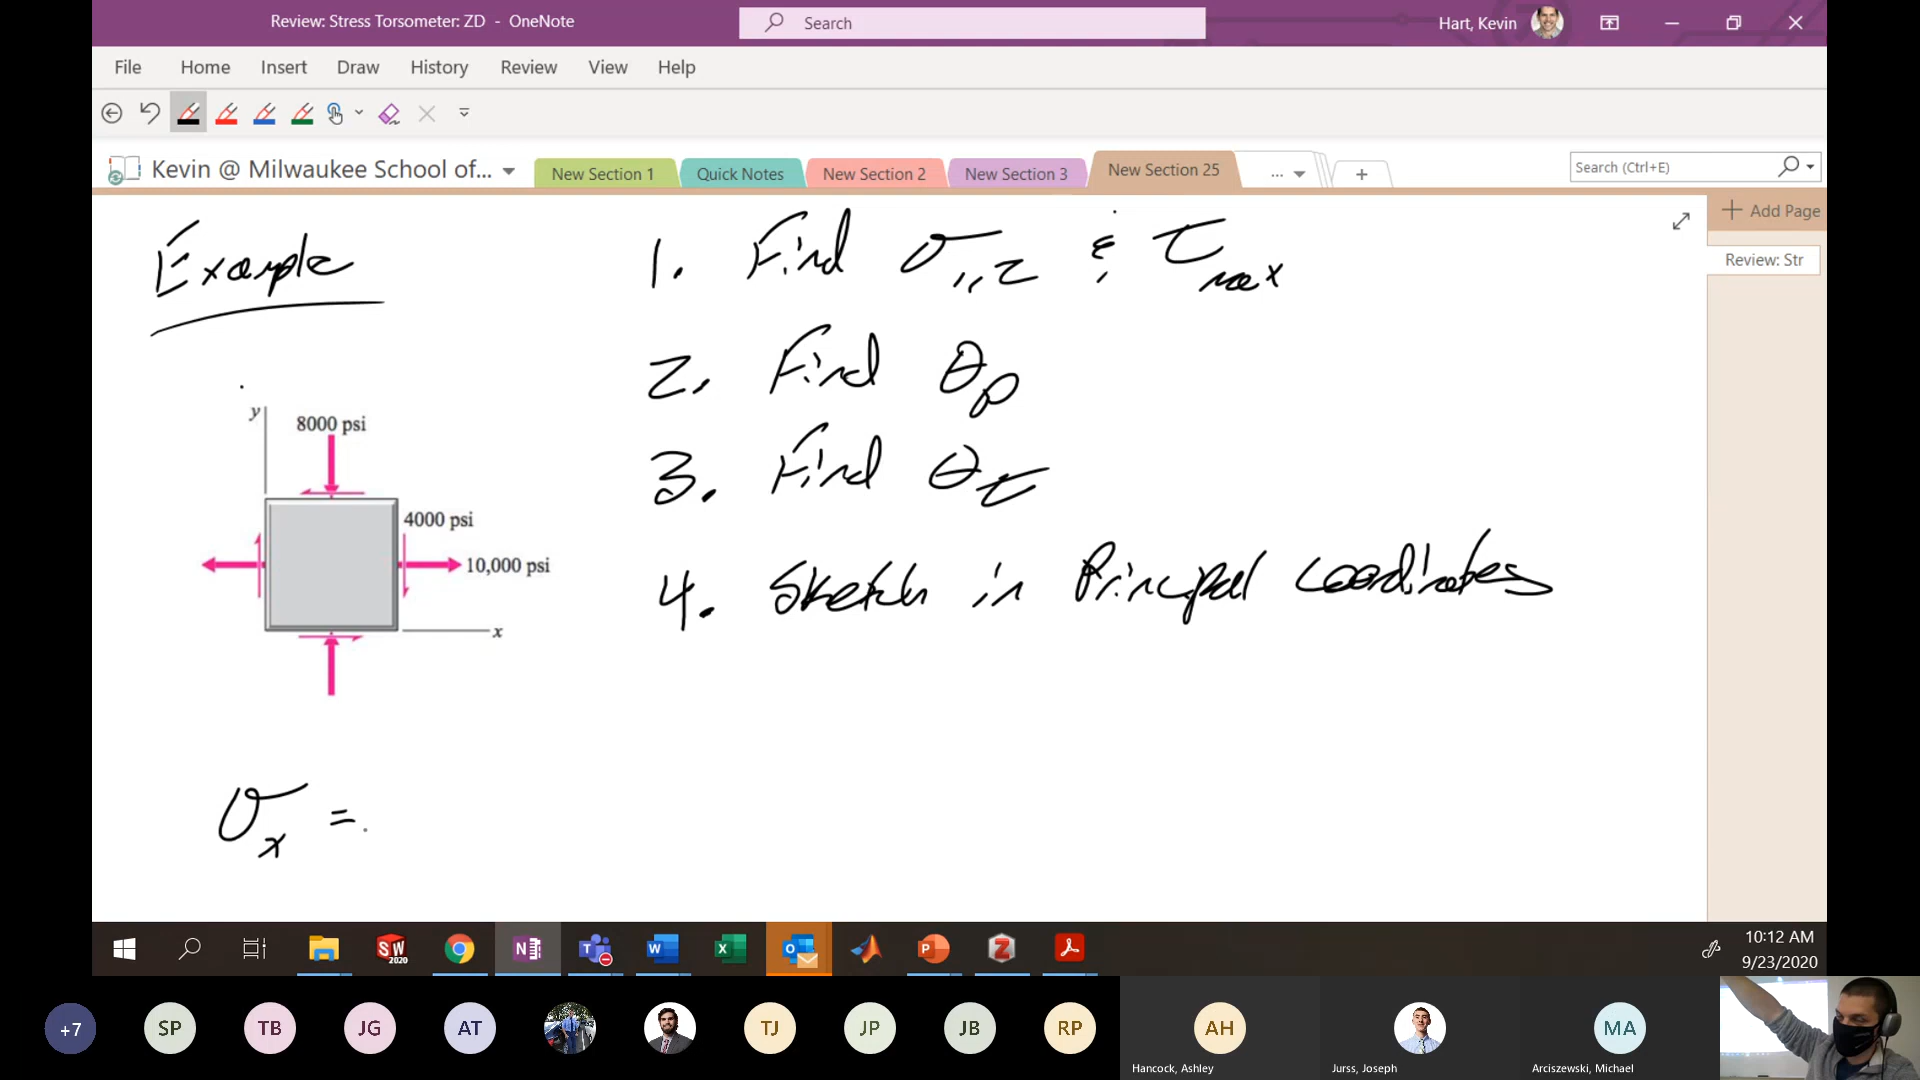 Review: Stress Torsometer: ZD - OneNote
Search
Hart, Kevin
File Home Insert Draw History Review View Help
Kevin @ Milwaukee School of...
New Section 1
Quick Notes
New Section 2
New Section 3
New Section 25
...
Search (Ctrl+E)
Add Page
Review: Str
Example
1. Find σ1,2 & τmax
2. Find θp
3. Find θτ
4. Sketch in Principal Coordinates
y
8000 psi
4000 psi
10,000 psi
x
σx =
SW
2020
N
W
X
P
Z
10:12 AM
9/23/2020
+7
SP
TB
JG
AT
TJ
JP
JB
RP
AH
MA
Hancock, Ashley
Jurss, Joseph
Arciszewski, Michael